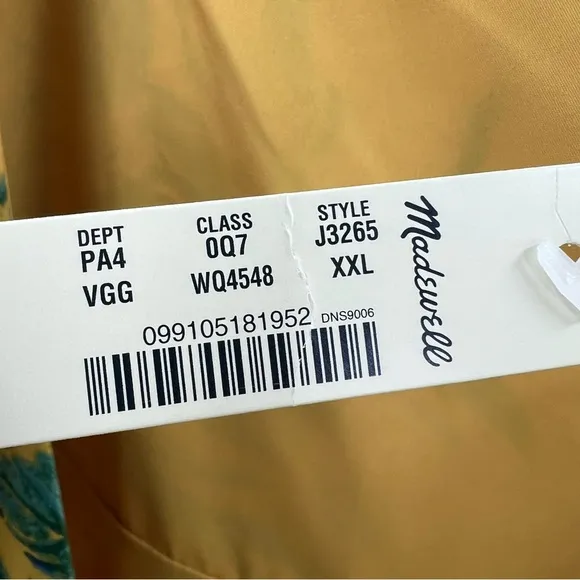 DEPT CLASS STYLE
PA4 0Q7 J3265
VGG WQ4548 XXL
099105181952 DNS9006
Madewell